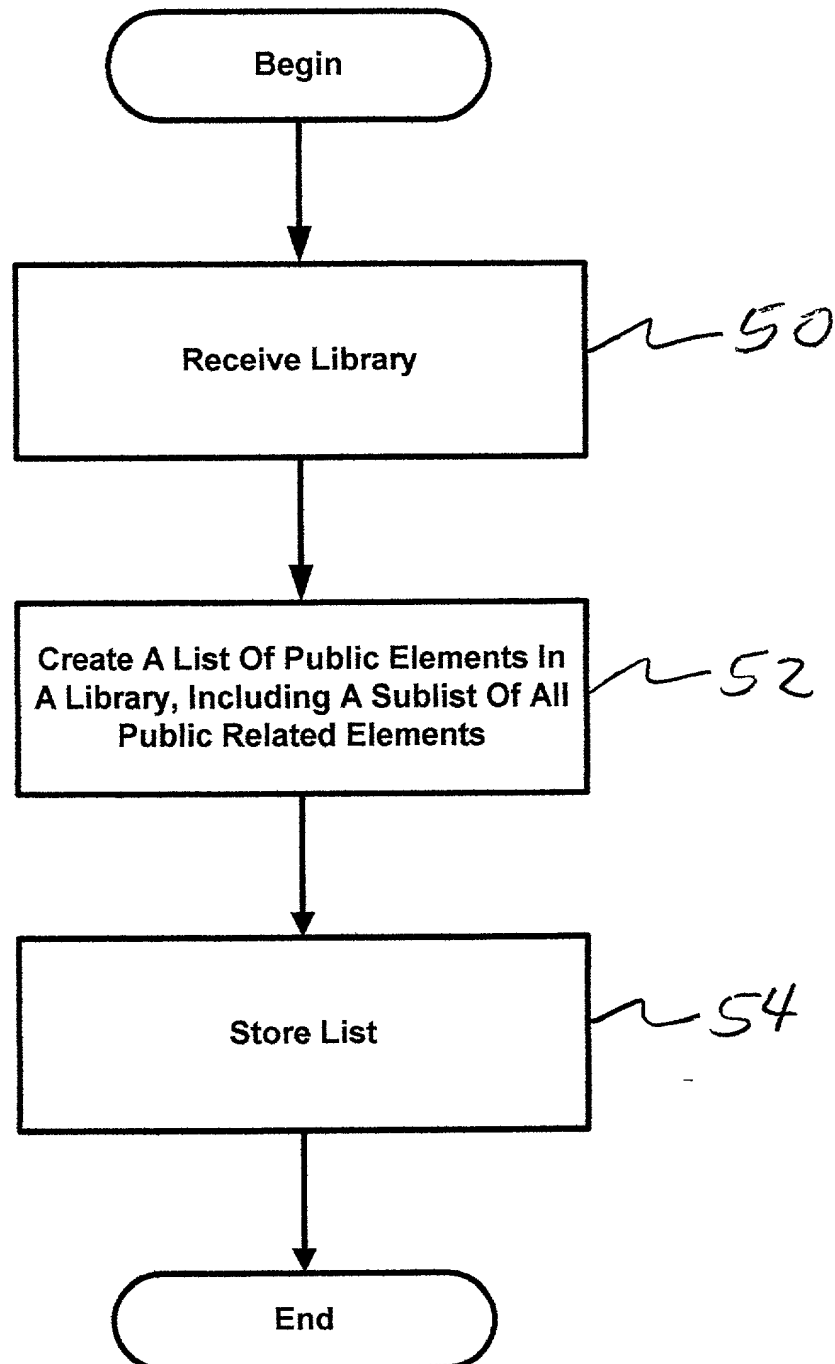 Begin
Receive Library
50
Create A List Of Public Elements In
A Library, Including A Sublist Of All
Public Related Elements
52
Store List
54
End